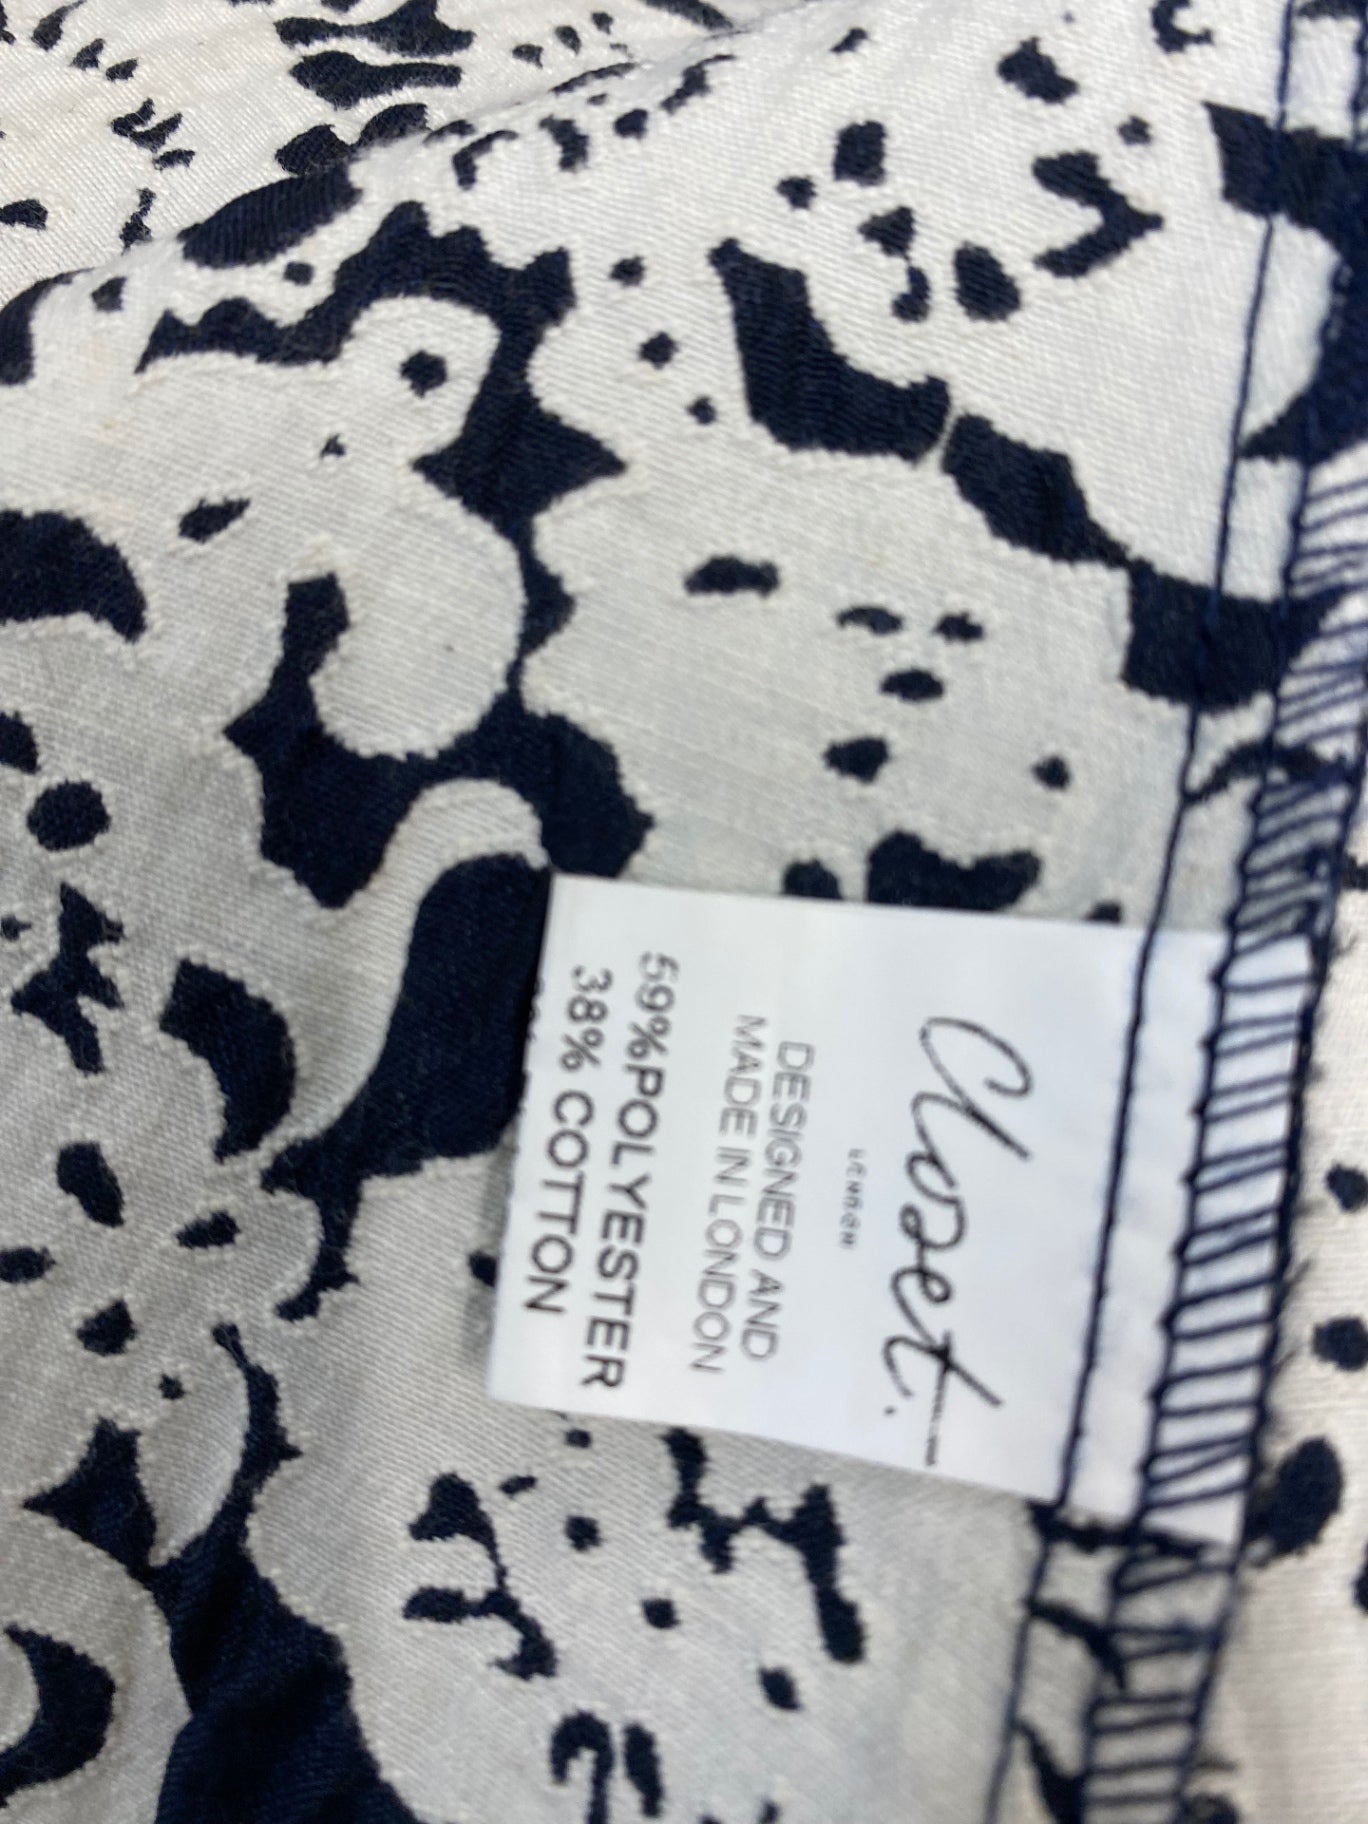 Closet.
LONDON
DESIGNED AND
MADE IN LONDON
59%POLYESTER
38% COTTON